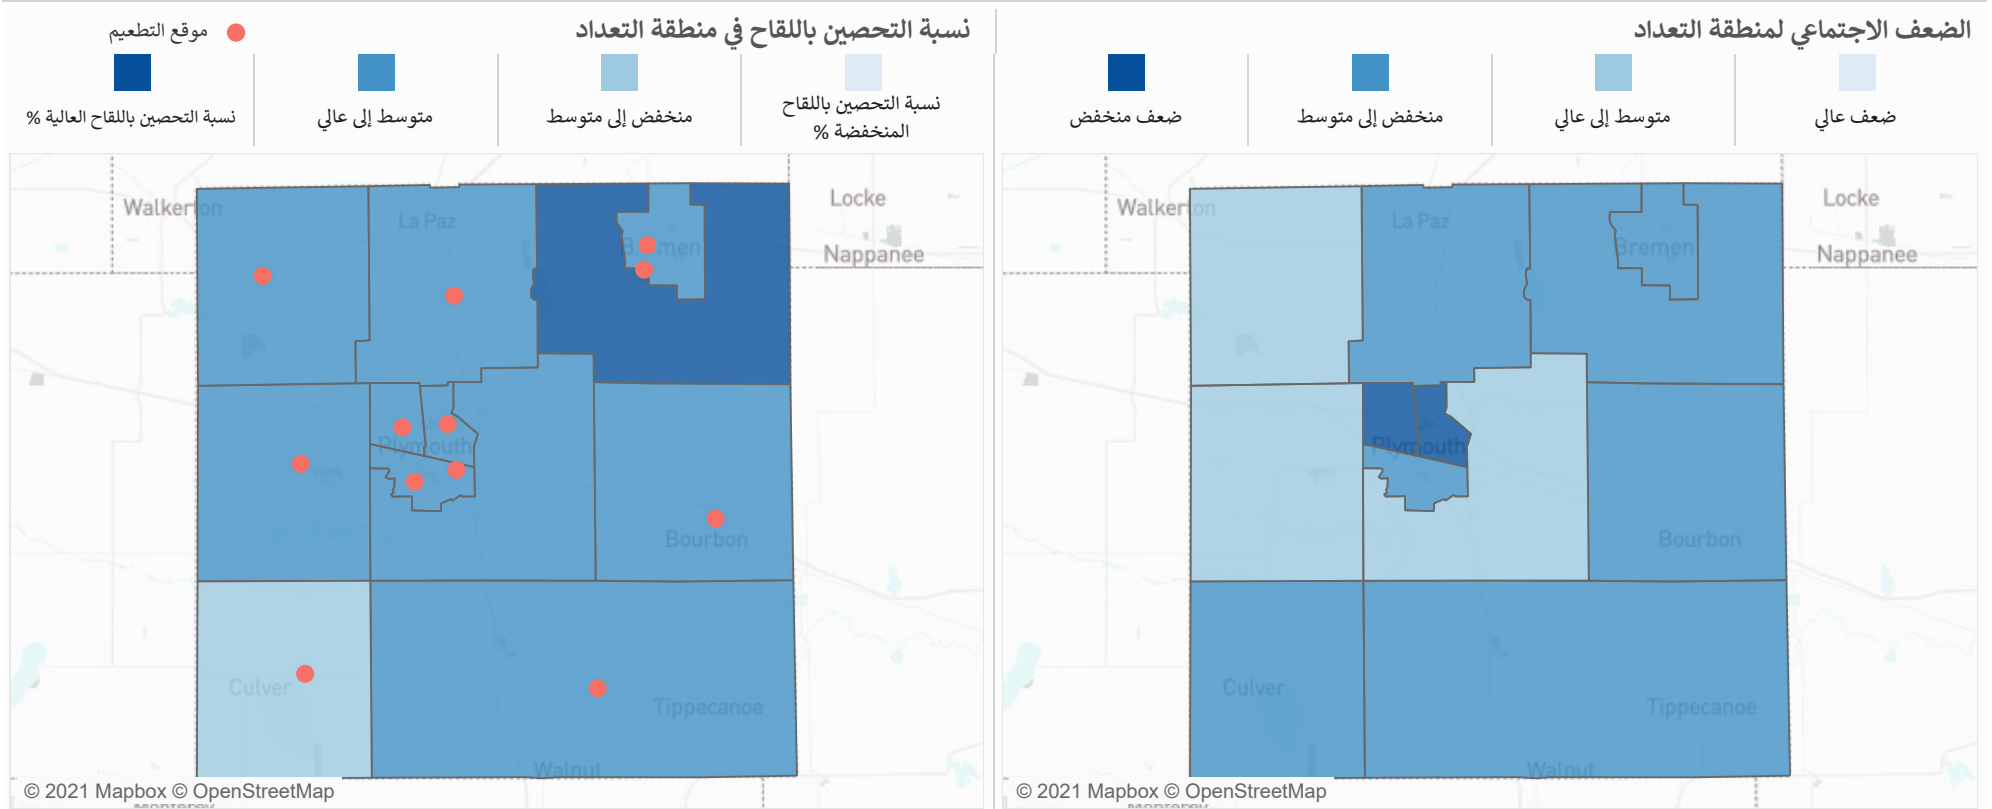 الضعف الاجتماعي لمنطقة التعداد
ضعف عالي
متوسط إلى عالي
منخفض إلى متوسط
ضعف منخفض
Walkerton
La Paz
Bremen
Locke
Nappanee
Plymouth
Bourbon
Culver
Tippecanoe
Walnut
© 2021 Mapbox © OpenStreetMap
Monterey
نسبة التحصين باللقاح في منطقة التعداد
موقع التطعيم
نسبة التحصين باللقاح
المنخفضة %
منخفض إلى متوسط
متوسط إلى عالي
نسبة التحصين باللقاح العالية %
Walkerton
La Paz
Bremen
Locke
Nappanee
Plymouth
Bourbon
Culver
Tippecanoe
Walnut
© 2021 Mapbox © OpenStreetMap
Monterey